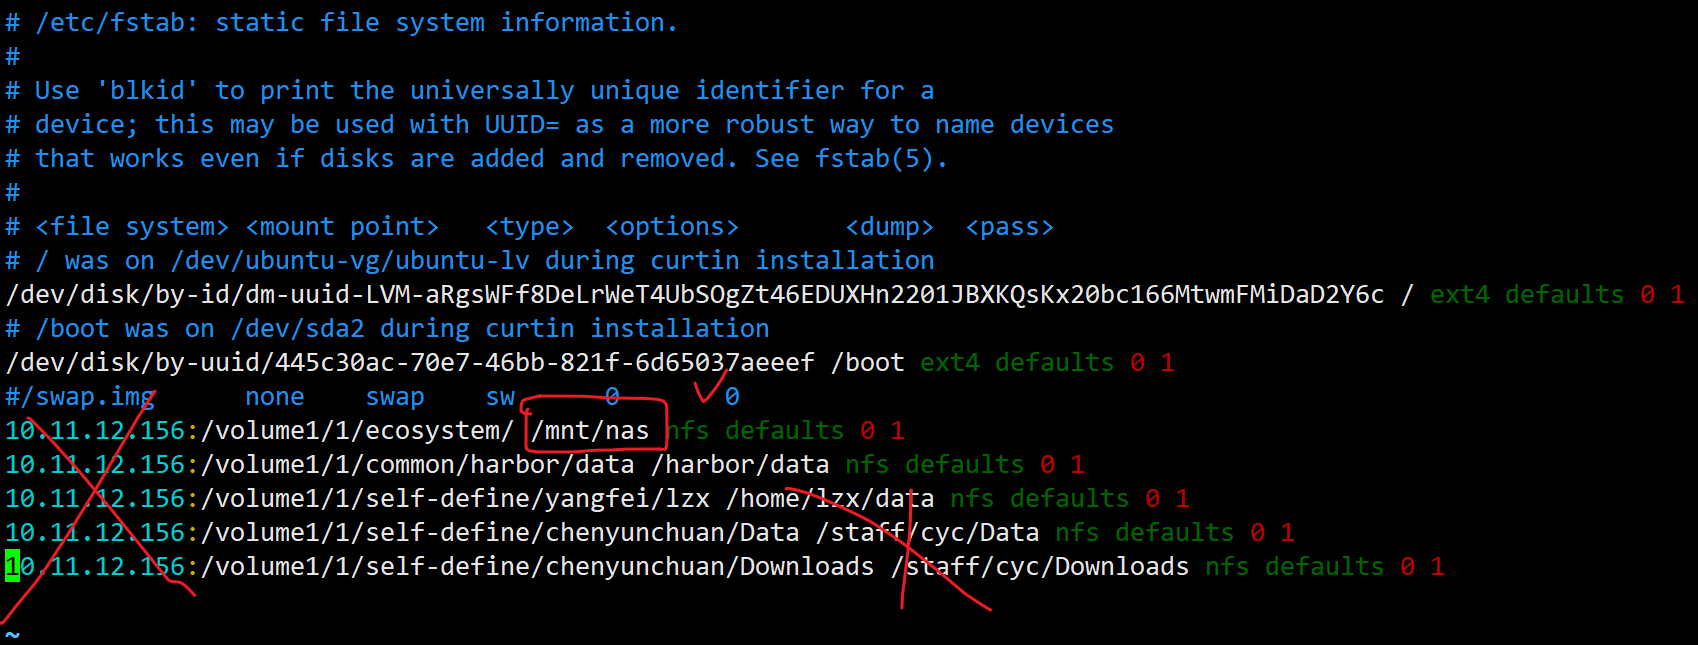 # /etc/fstab: static file system information.
#
# Use 'blkid' to print the universally unique identifier for a
# device; this may be used with UUID= as a more robust way to name devices
# that works even if disks are added and removed. See fstab(5).
#
# <file system> <mount point>   <type>  <options>       <dump>  <pass>
# / was on /dev/ubuntu-vg/ubuntu-lv during curtin installation
/dev/disk/by-id/dm-uuid-LVM-aRgsWFf8DeLrWeT4UbSOgZt46EDUXHn2201JBXKQsKx20bc166MtwmFMiDaD2Y6c / ext4 defaults 0 1
# /boot was on /dev/sda2 during curtin installation
/dev/disk/by-uuid/445c30ac-70e7-46bb-821f-6d65037aeeef /boot ext4 defaults 0 1
#/swap.img      none    swap    sw      0       0
10.11.12.156:/volume1/1/ecosystem/ /mnt/nas nfs defaults 0 1
10.11.12.156:/volume1/1/common/harbor/data /harbor/data nfs defaults 0 1
10.11.12.156:/volume1/1/self-define/yangfei/lzx /home/lzx/data nfs defaults 0 1
10.11.12.156:/volume1/1/self-define/chenyunchuan/Data /staff/cyc/Data nfs defaults 0 1
10.11.12.156:/volume1/1/self-define/chenyunchuan/Downloads /staff/cyc/Downloads nfs defaults 0 1
~